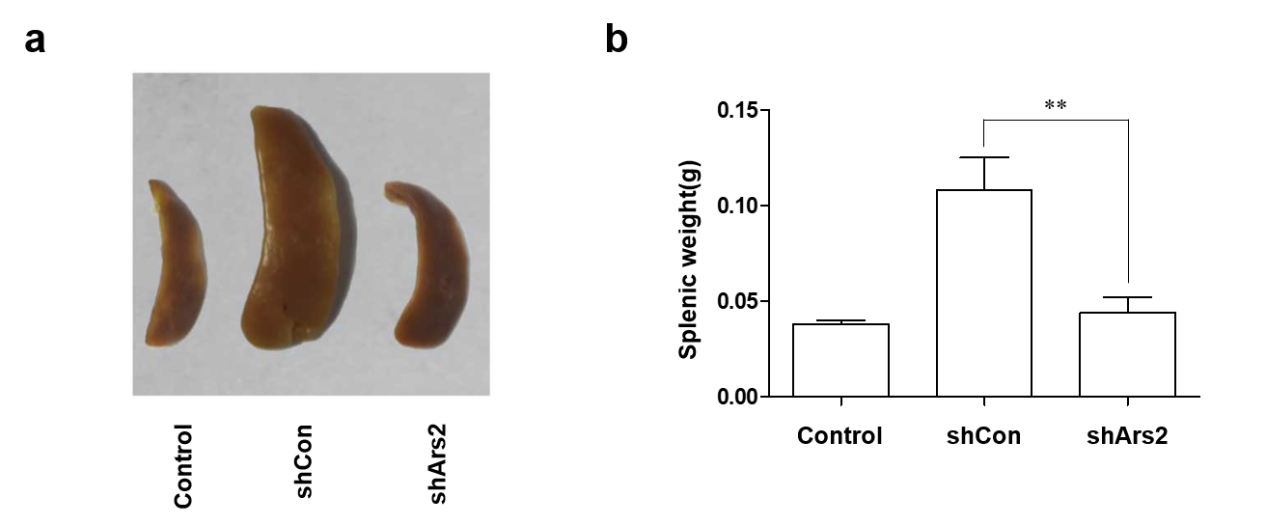 a
Control
shCon
shArs2
b
**
0.15
0.10
0.05
0.00
Splenic weight(g)
Control shCon shArs2